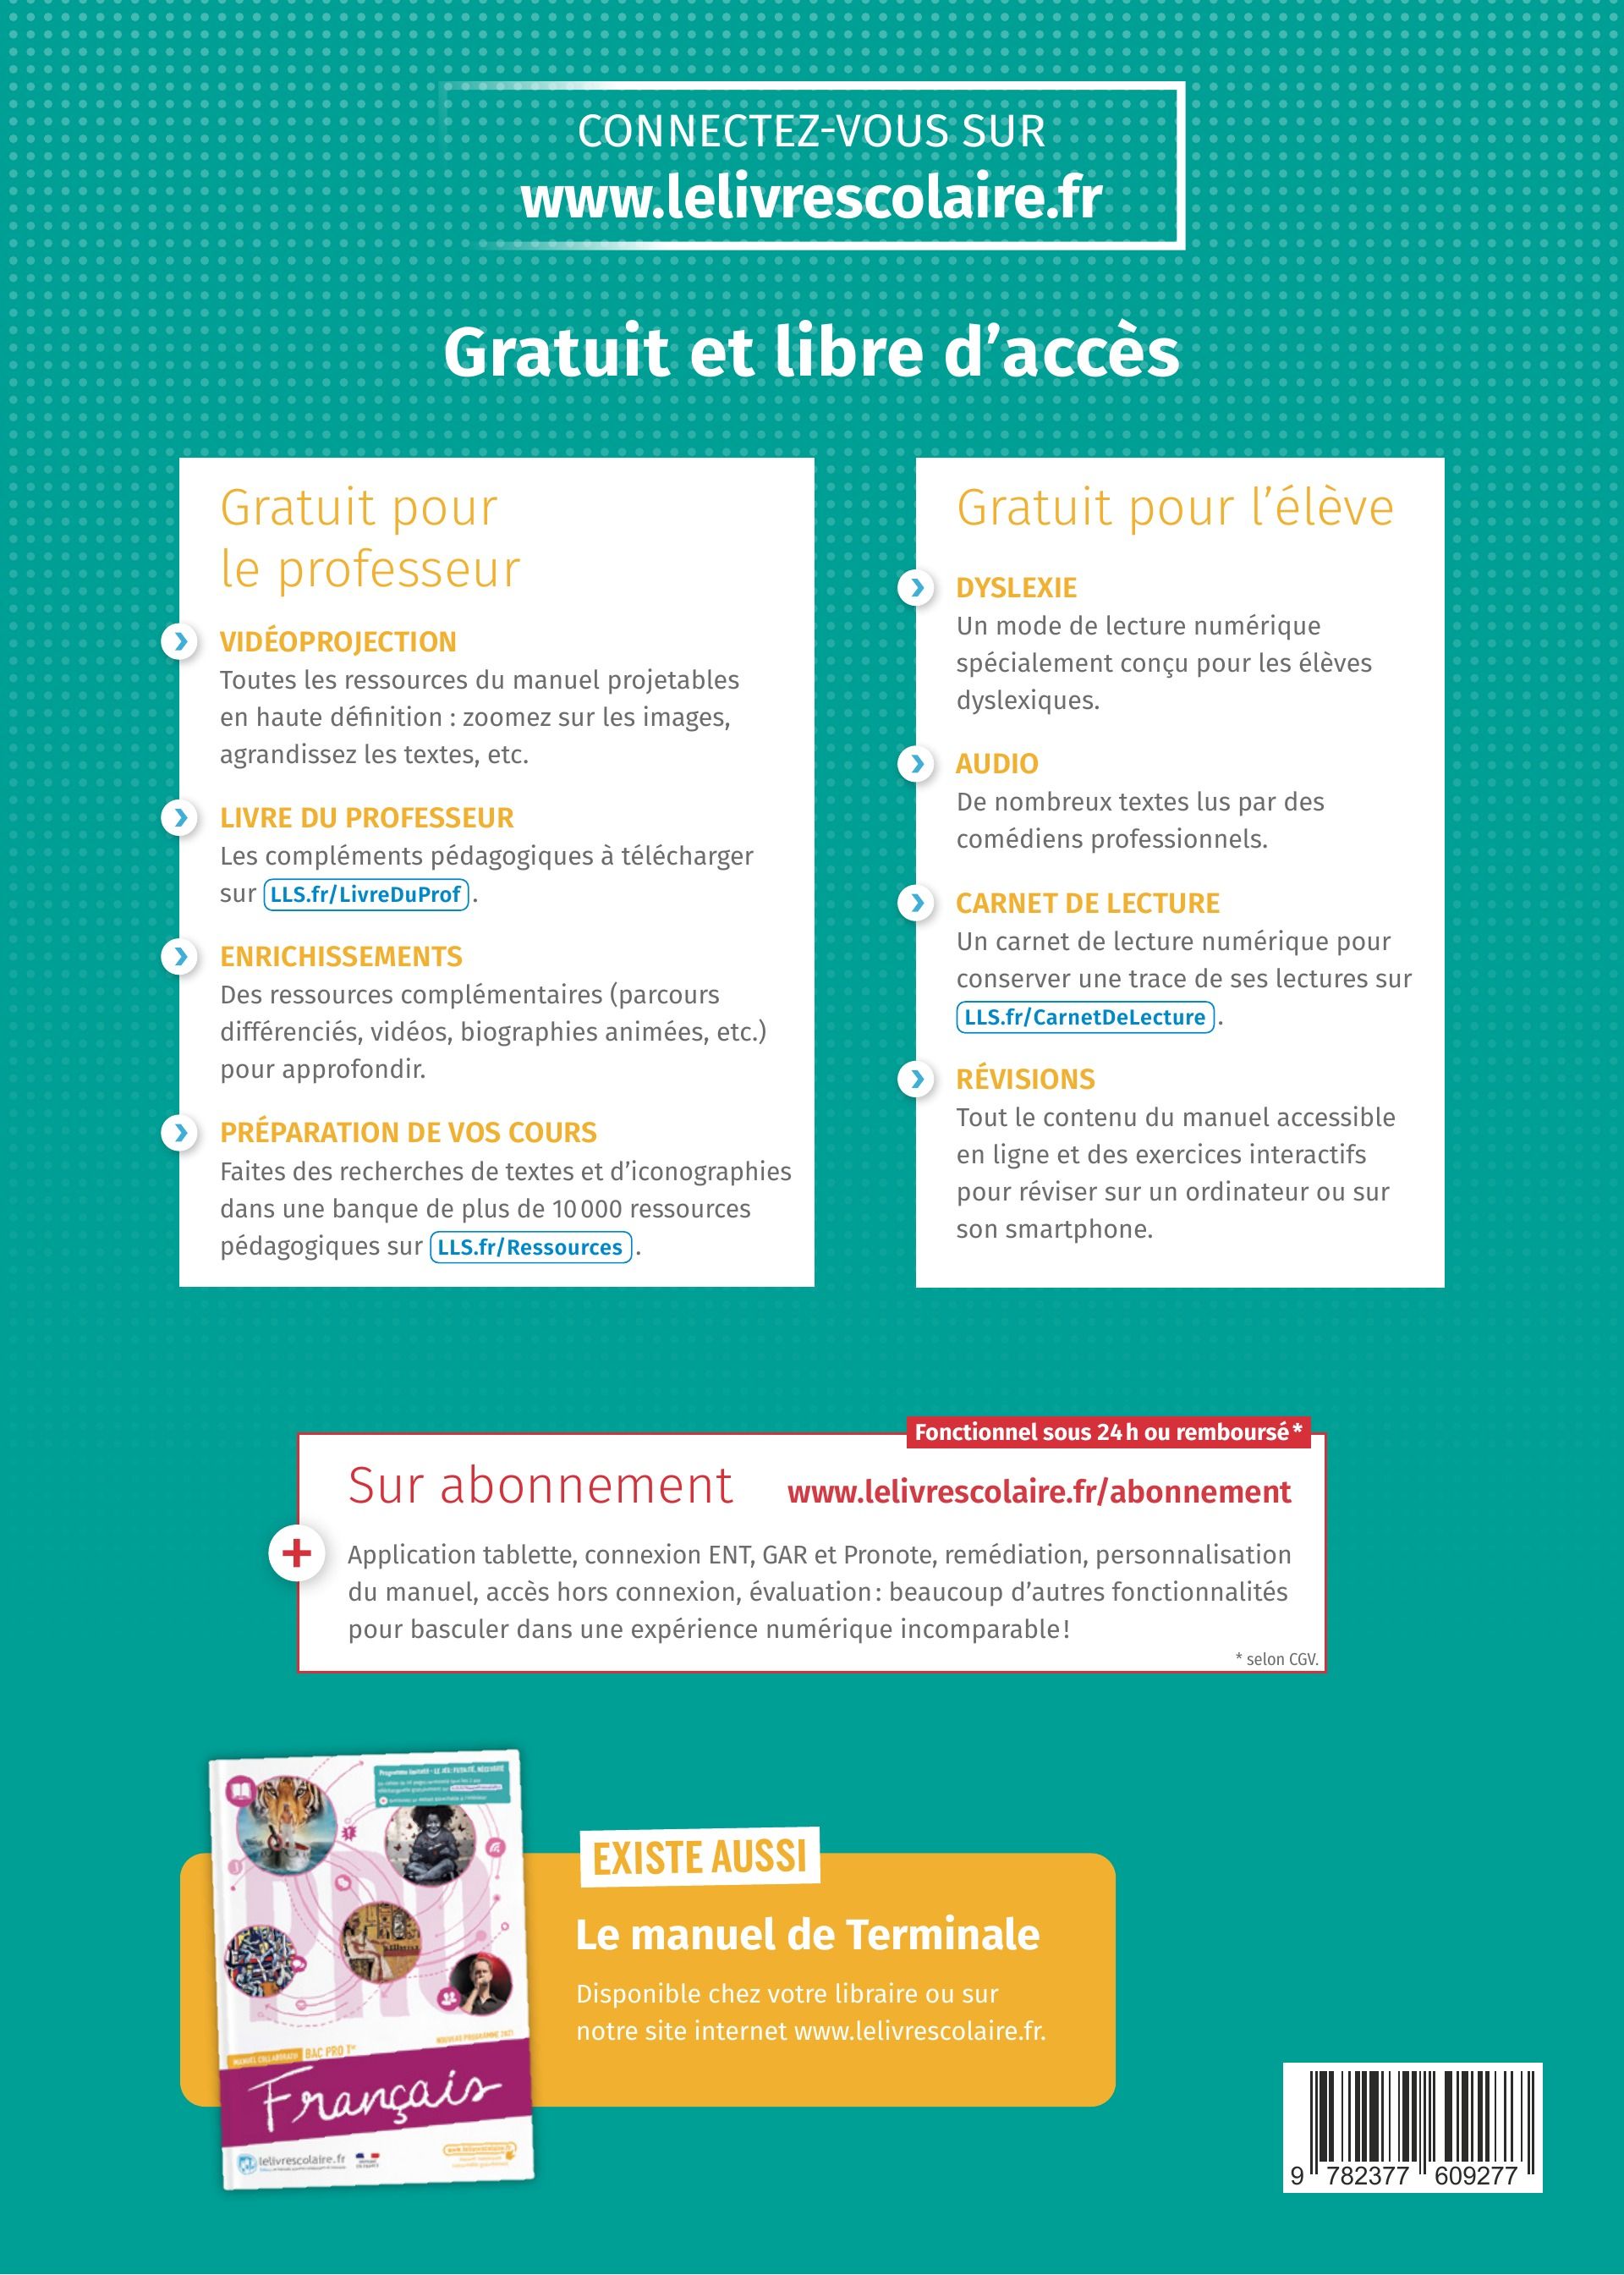 CONNECTEZ-VOUS SUR
www.lelivrescolaire.fr
Gratuit et libre d’accès
Gratuit pour
le professeur
VIDÉOPROJECTION
Toutes les ressources du manuel projetables
en haute définition : zoomez sur les images,
agrandissez les textes, etc.
LIVRE DU PROFESSEUR
Les compléments pédagogiques à télécharger
sur LLS.fr/LivreDuProf .
ENRICHISSEMENTS
Des ressources complémentaires (parcours
différenciés, vidéos, biographies animées, etc.)
pour approfondir.
PRÉPARATION DE VOS COURS
Faites des recherches de textes et d’iconographies
dans une banque de plus de 10 000 ressources
pédagogiques sur LLS.fr/Ressources .
Gratuit pour l’élève
DYSLEXIE
Un mode de lecture numérique
spécialement conçu pour les élèves
dyslexiques.
AUDIO
De nombreux textes lus par des
comédiens professionnels.
CARNET DE LECTURE
Un carnet de lecture numérique pour
conserver une trace de ses lectures sur
LLS.fr/CarnetDeLecture .
RÉVISIONS
Tout le contenu du manuel accessible
en ligne et des exercices interactifs
pour réviser sur un ordinateur ou sur
son smartphone.
Fonctionnel sous 24 h ou remboursé *
Sur abonnement www.lelivrescolaire.fr/abonnement
Application tablette, connexion ENT, GAR et Pronote, remédiation, personnalisation
du manuel, accès hors connexion, évaluation : beaucoup d’autres fonctionnalités
pour basculer dans une expérience numérique incomparable !
* selon CGV.
EXISTE AUSSI
Le manuel de Terminale
Disponible chez votre libraire ou sur
notre site internet www.lelivrescolaire.fr.
PRO
NOUVEAU PROGRAMME 2021
MANUEL COLLABORATIF BAC PRO
Français
lelivrescolaire.fr
9 782377 609277